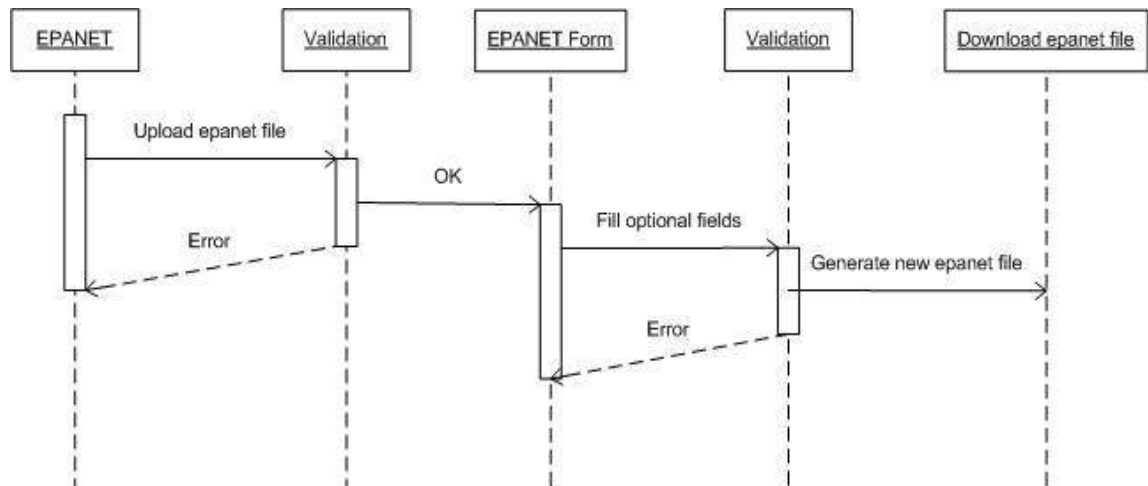 EPANET
Validation
EPANET Form
Validation
Download epanet file
Upload epanet file
OK
Fill optional fields
Error
Generate new epanet file
Error